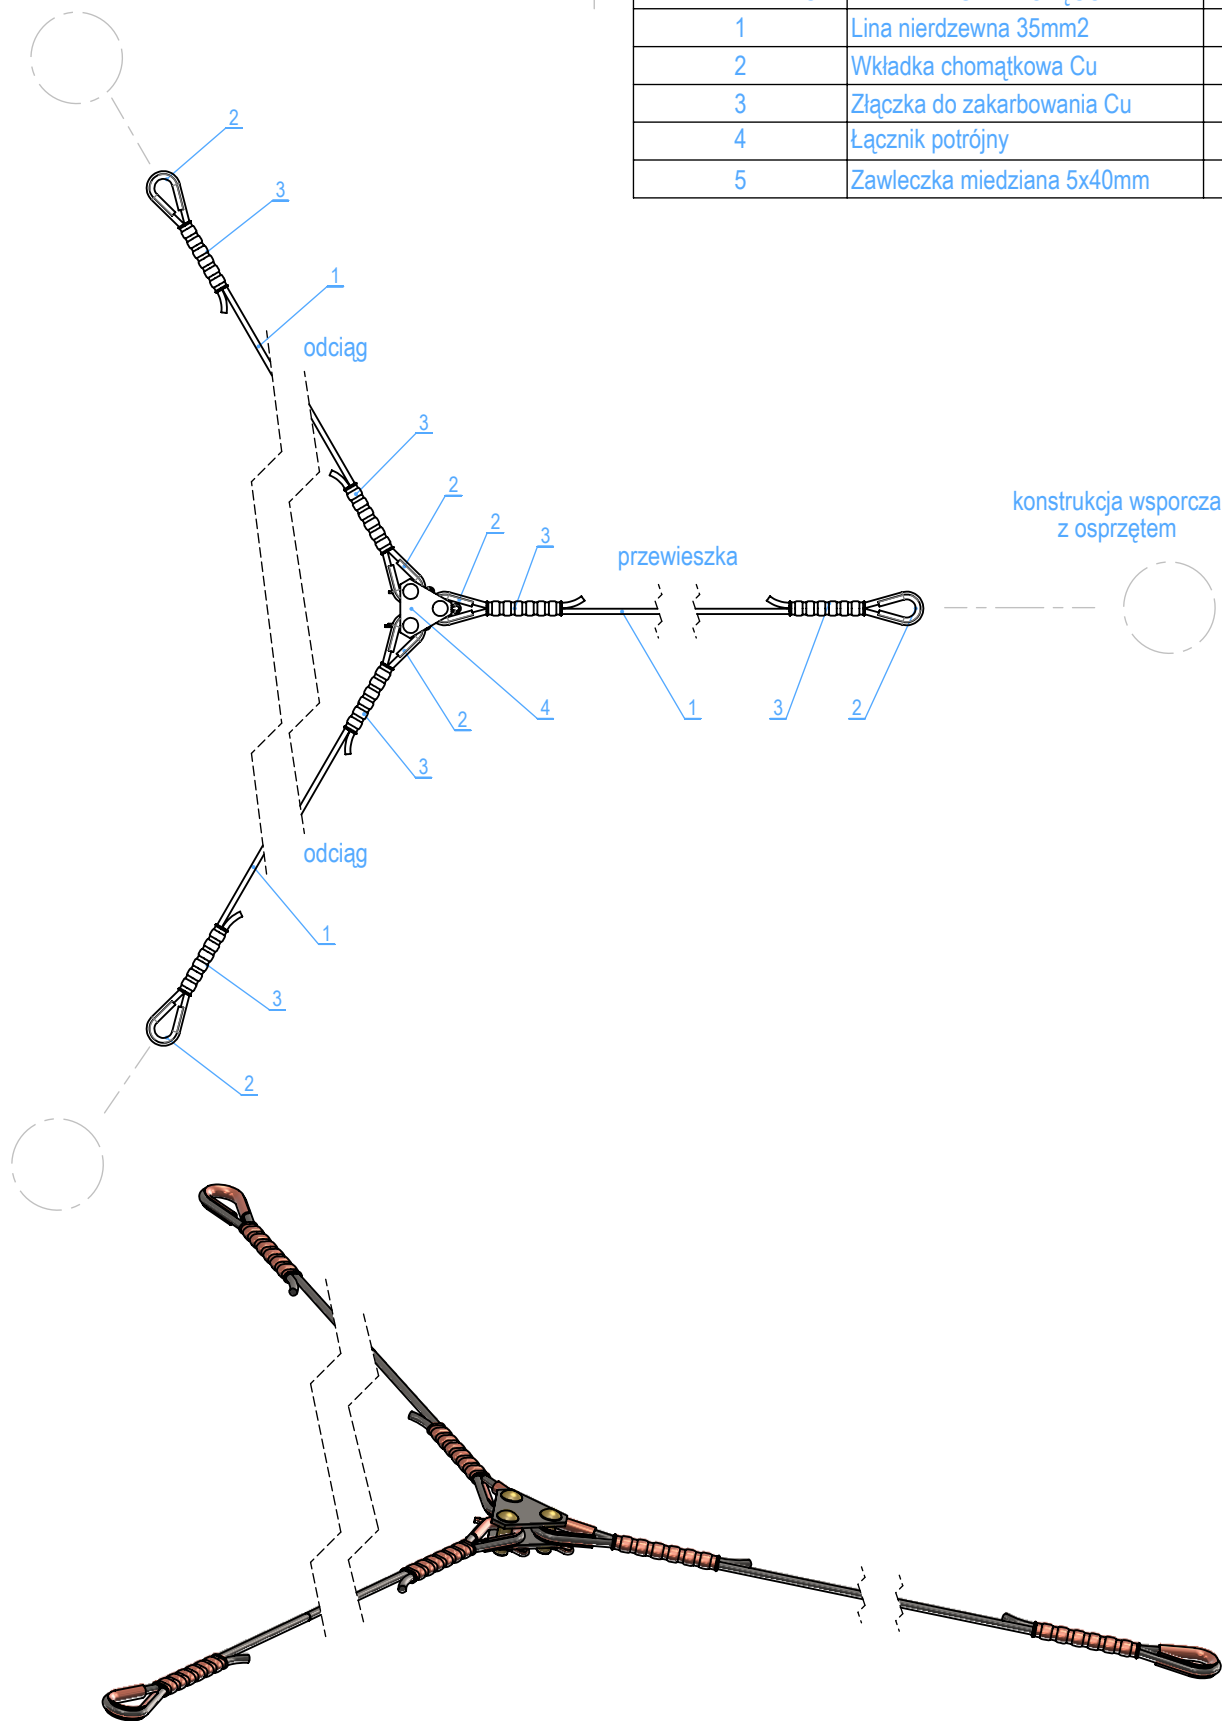 1 Lina nierdzewna 35mm2
2 Wkładka chomątkowa Cu
3 Złączka do zakarbowania Cu
4 Łącznik potrójny
5 Zawleczka miedziana 5x40mm
2
3
1
odciąg
3
2
2
3
przewieszka
konstrukcja wsporcza
z osprzętem
2
4
1
3
2
3
odciąg
1
3
2